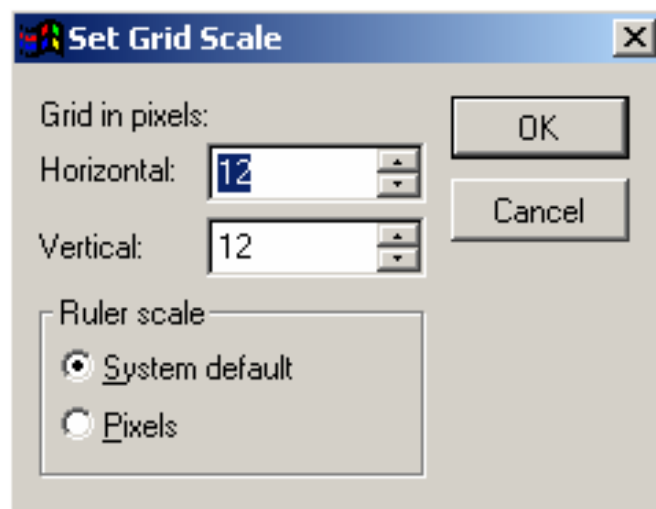 Set Grid Scale
Grid in pixels:
Horizontal: 12
Vertical: 12
OK
Cancel
Ruler scale
System default
Pixels